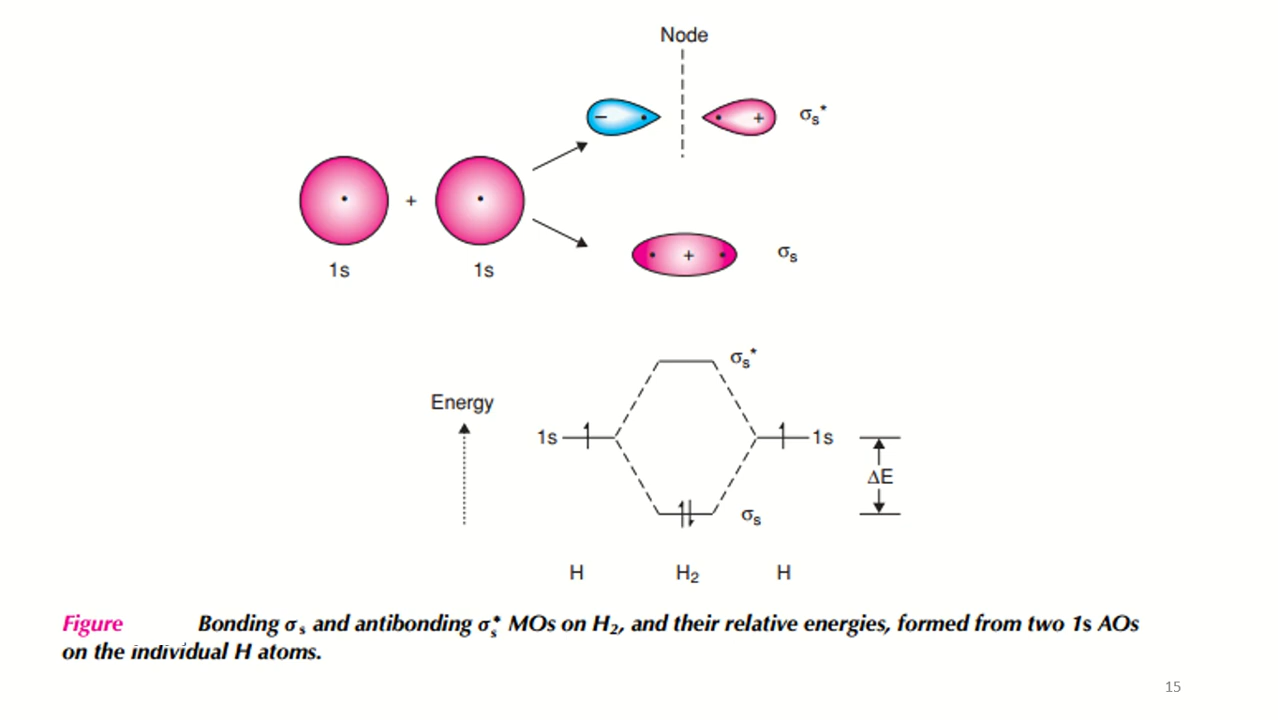 Node
− + σs*
+
1s 1s
+ σs
σs*
Energy
1s 1s
ΔE
σs
H H2 H
Figure Bonding σs and antibonding σs* MOs on H2, and their relative energies, formed from two 1s AOs
on the individual H atoms.
15